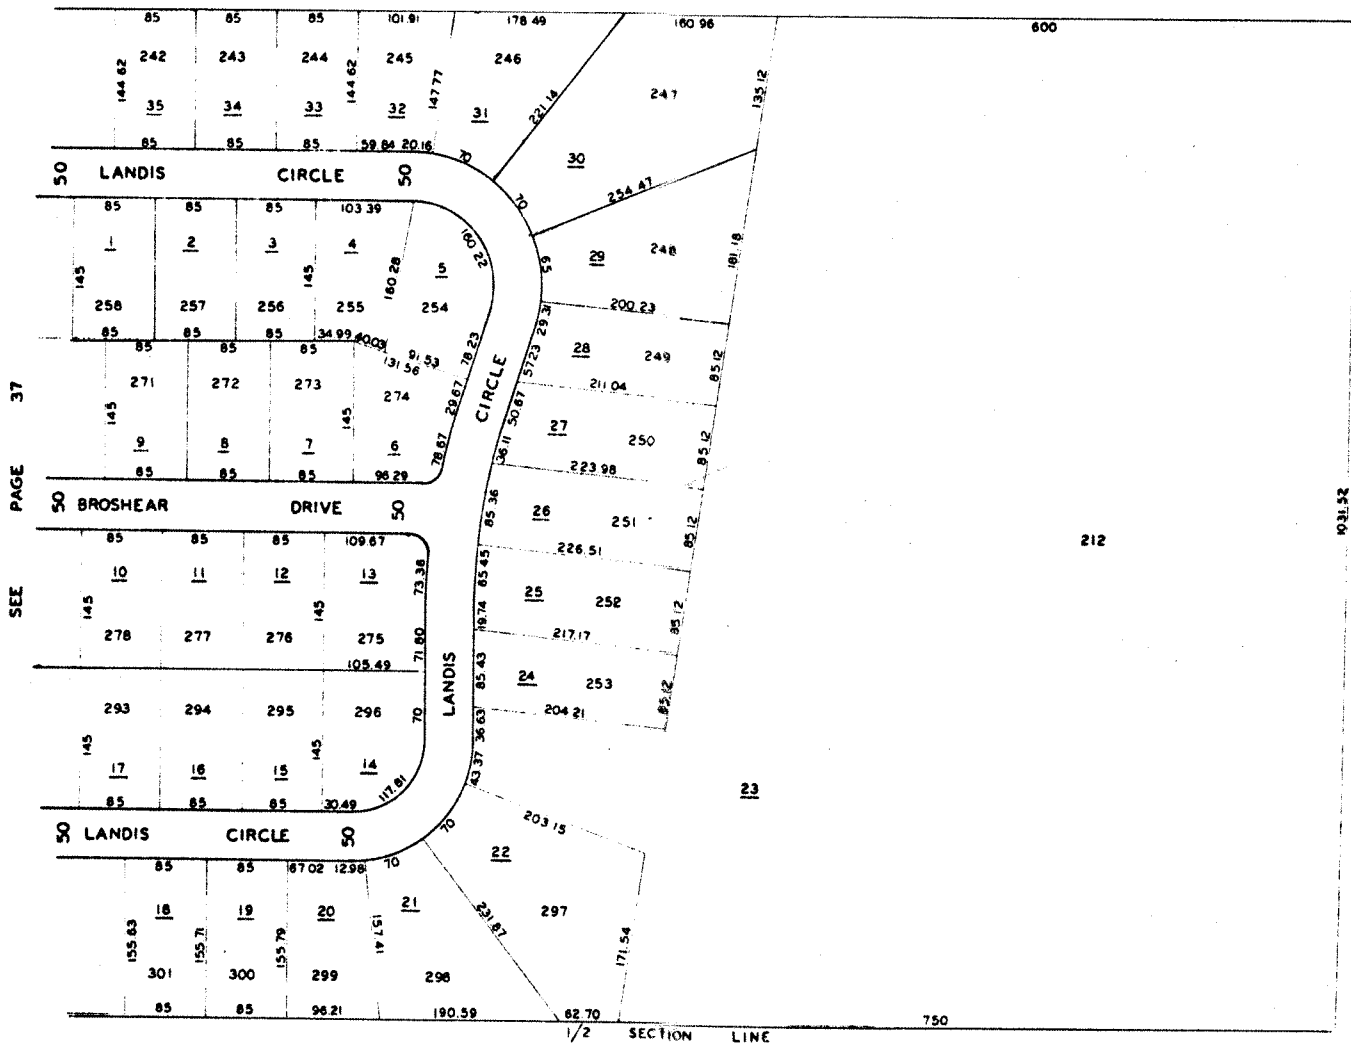 85 85 85 101.91 178.49 160.96 600
144.62 242 243 244 144.62 245 147.77 246 221.14 247 135.12
35 34 33 32 31 30
85 85 85 59.84 20.16 70
50 LANDIS CIRCLE 50 70 254.47
85 85 85 103.39
1 2 3 4 160.22 5 65 29 248 181.18
145 145 160.28
258 257 256 255 254 200.23
85 85 85 34.99 40.03 91.53 78.23 29.31 28 249 85.12
85 85 85 131.56 57.23
271 272 273 274 29.67 CIRCLE 211.04
145 145 50.67 27 250 85.12
9 8 7 6 78.67 36.11
85 85 85 96.29 223.98
SEE PAGE 37
50 BROSHEAR DRIVE 50 85.36 26 251 85.12
85 85 85 109.67 226.51 212 1031.52
10 11 12 13 73.38 85.45 25 252
145 145 19.74 85.12
278 277 276 275 71.80 217.17
105.49 LANDIS 85.43 24 253 85.12
293 294 295 296 70 36.63 204.21
145 145
17 16 15 14 117.81 43.37 23
85 85 85 30.49
50 LANDIS CIRCLE 50 70 203.15
85 85 67.02 12.98 70 22
18 19 20 21 297
155.63 155.71 155.79 157.41 231.87 171.54
301 300 299 298
85 85 96.21 190.59 62.70 750
1/2 SECTION LINE